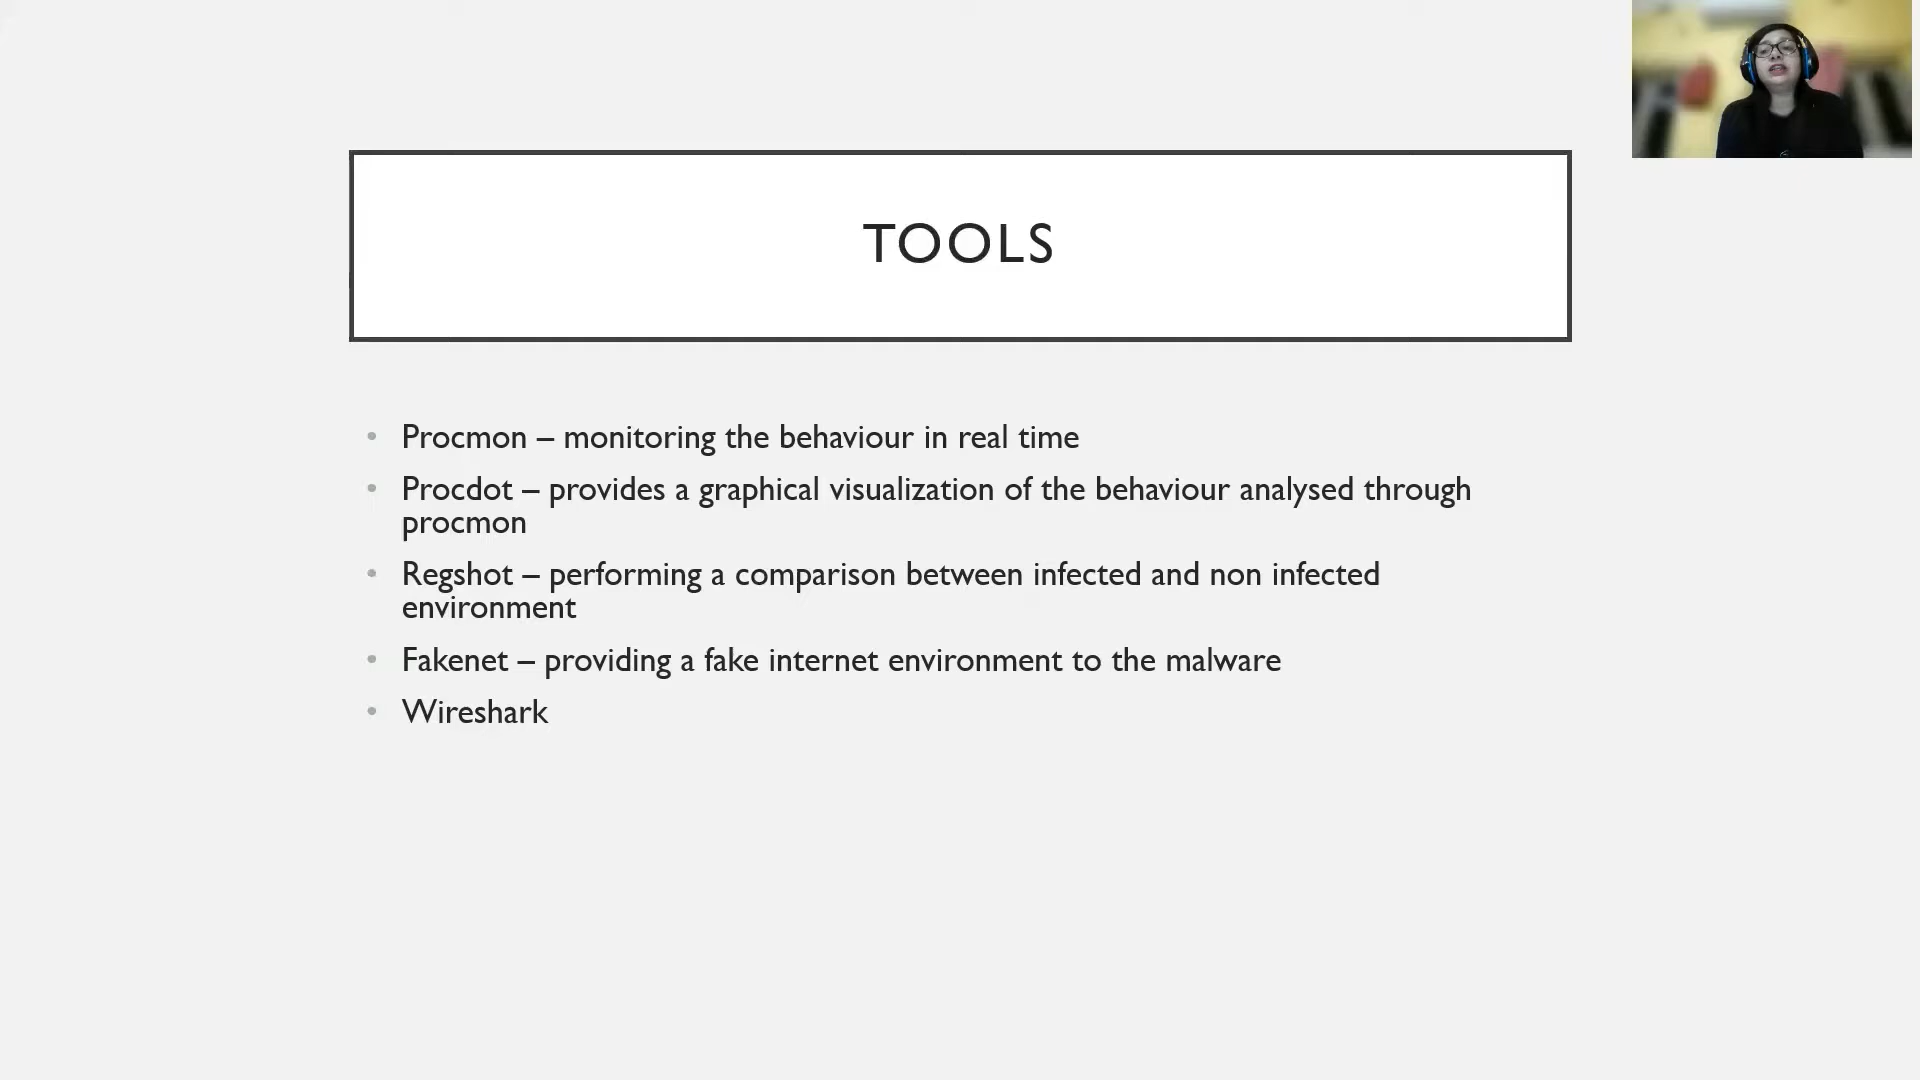 TOOLS
• Procmon – monitoring the behaviour in real time
• Procdot – provides a graphical visualization of the behaviour analysed through
procmon
• Regshot – performing a comparison between infected and non infected
environment
• Fakenet – providing a fake internet environment to the malware
• Wireshark